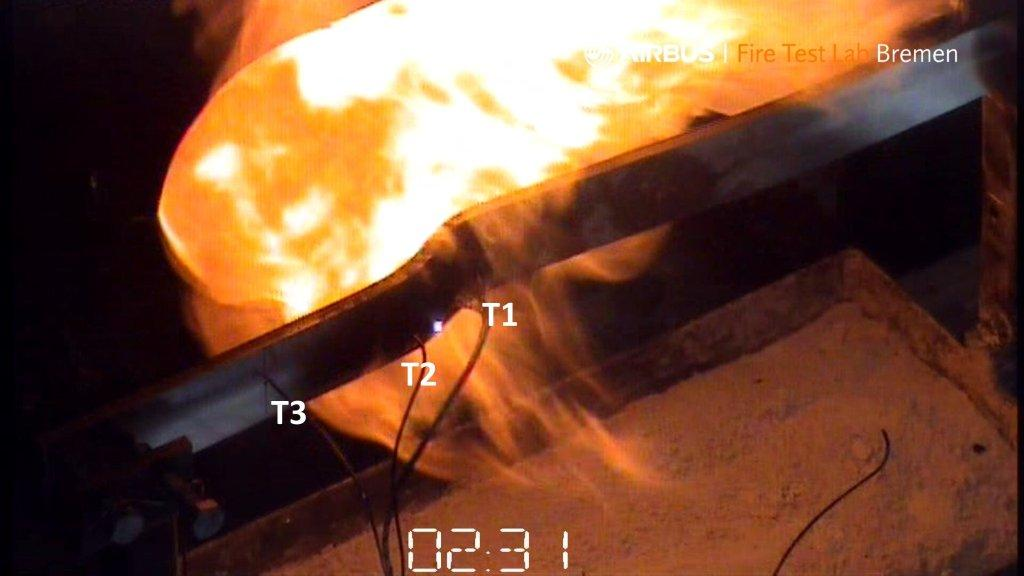 AIRBUS | Fire Test Lab Bremen
T1
T2
T3
02:31